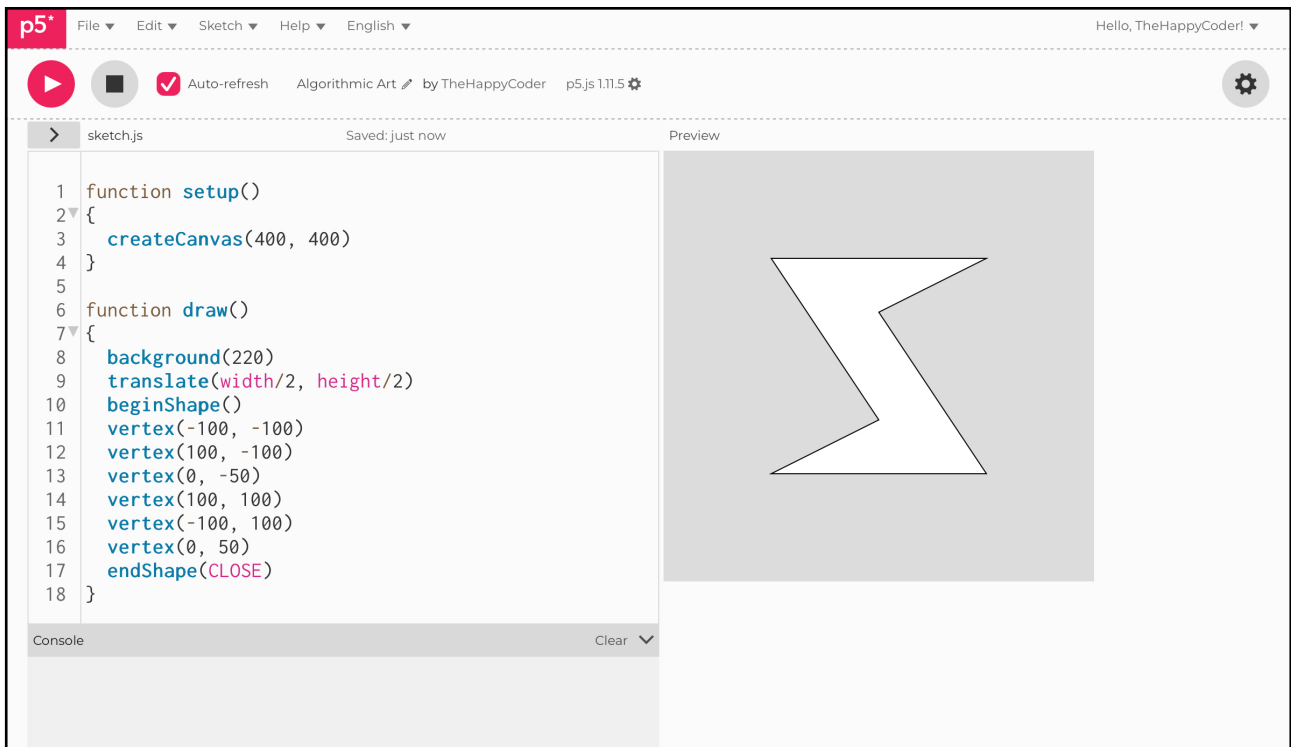 p5* File Edit Sketch Help English Hello, TheHappyCoder!
Auto-refresh Algorithmic Art by TheHappyCoder p5.js 1.11.5
sketch.js Saved: just now Preview
1 function setup()
2 {
3   createCanvas(400, 400)
4 }
5
6 function draw()
7 {
8   background(220)
9   translate(width/2, height/2)
10   beginShape()
11   vertex(-100, -100)
12   vertex(100, -100)
13   vertex(0, -50)
14   vertex(100, 100)
15   vertex(-100, 100)
16   vertex(0, 50)
17   endShape(CLOSE)
18 }
Console Clear